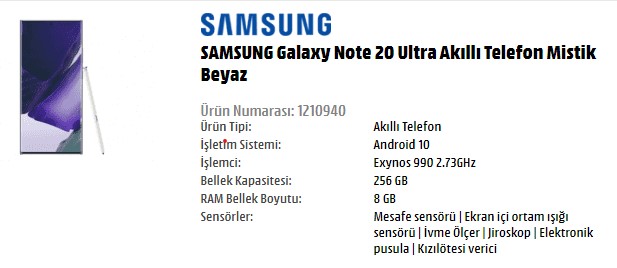 SAMSUNG
SAMSUNG Galaxy Note 20 Ultra Akıllı Telefon Mistik
Beyaz
Ürün Numarası: 1210940
Ürün Tipi: Akıllı Telefon
İşletim Sistemi: Android 10
İşlemci: Exynos 990 2.73GHz
Bellek Kapasitesi: 256 GB
RAM Bellek Boyutu: 8 GB
Sensörler: Mesafe sensörü | Ekran içi ortam ışığı
sensörü | İvme Ölçer | Jiroskop | Elektronik
pusula | Kızılötesi verici